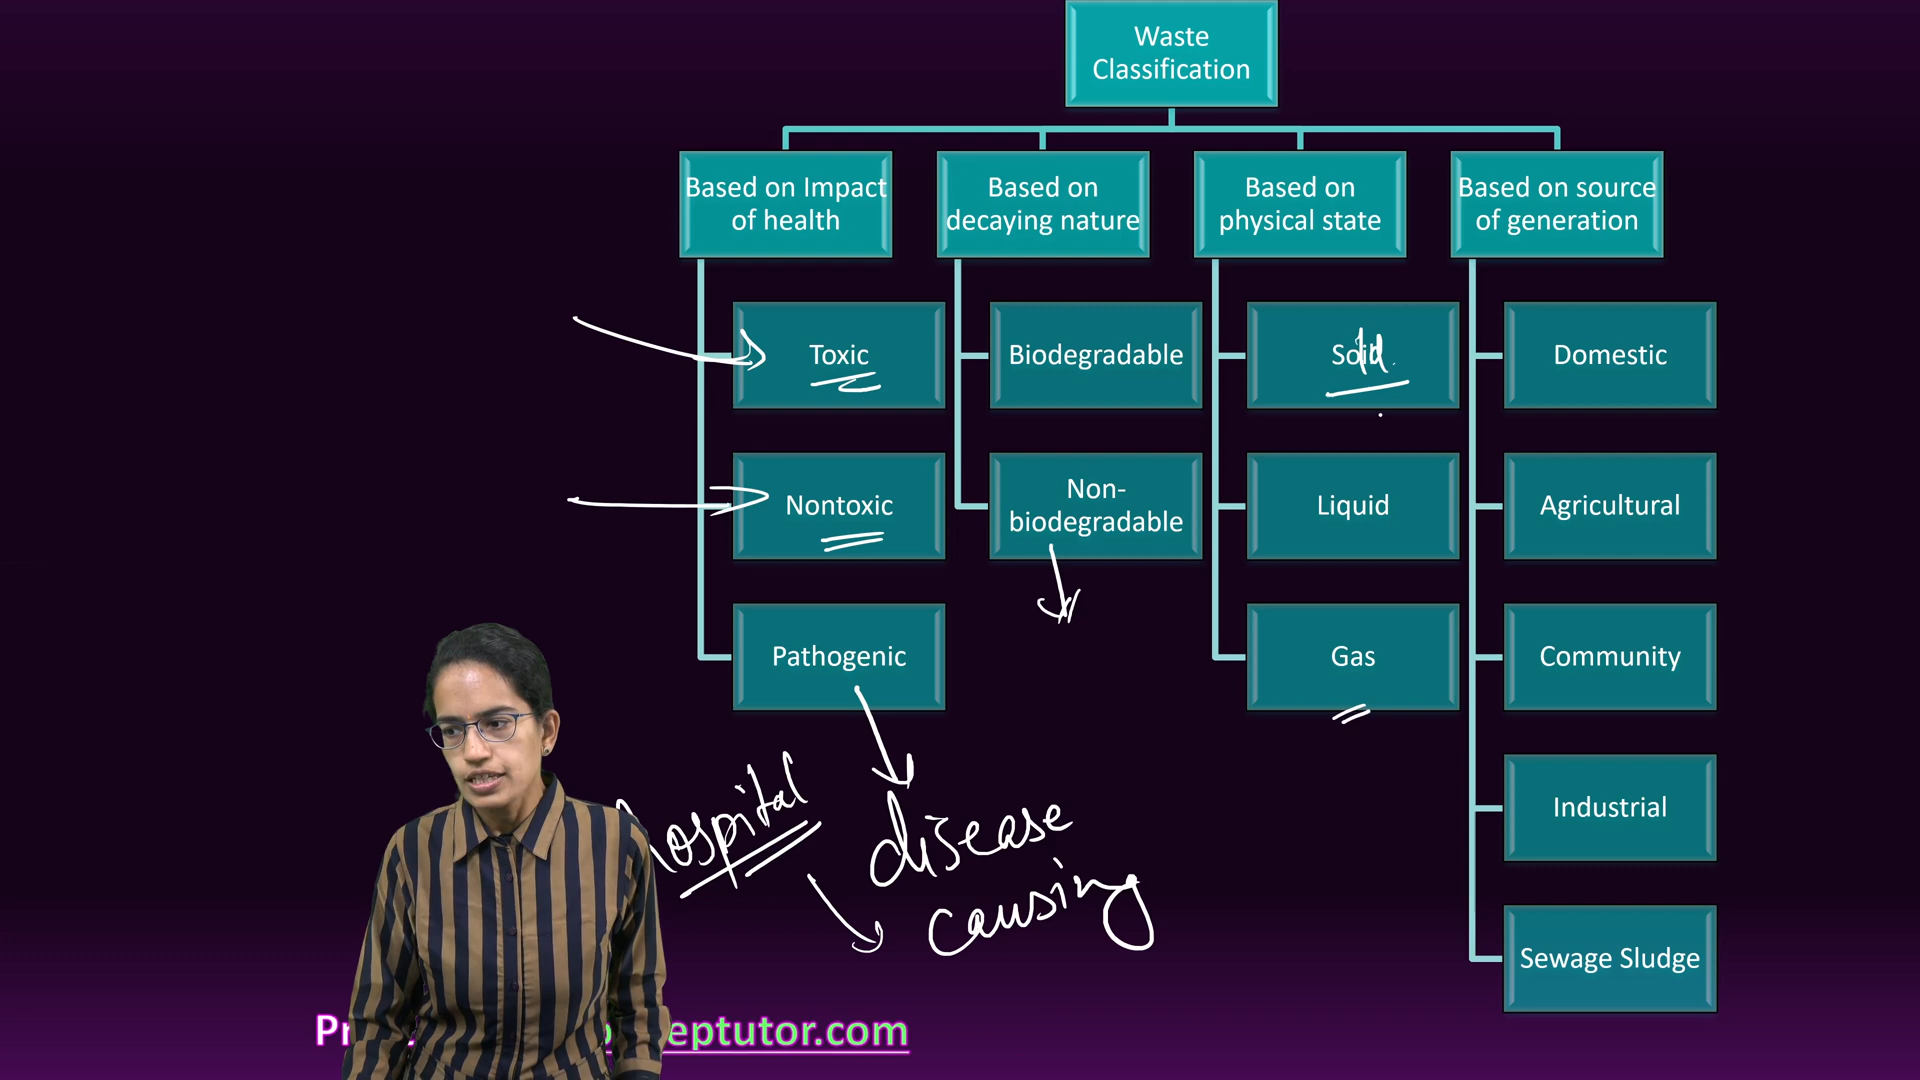 Waste
Classification
Based on Impact
of health
Based on
decaying nature
Based on
physical state
Based on source
of generation
Toxic
Biodegradable
Solid
Domestic
Nontoxic
Non-
biodegradable
Liquid
Agricultural
Pathogenic
Gas
Community
Industrial
Sewage Sludge
hospital
disease
causing
eptutor.com